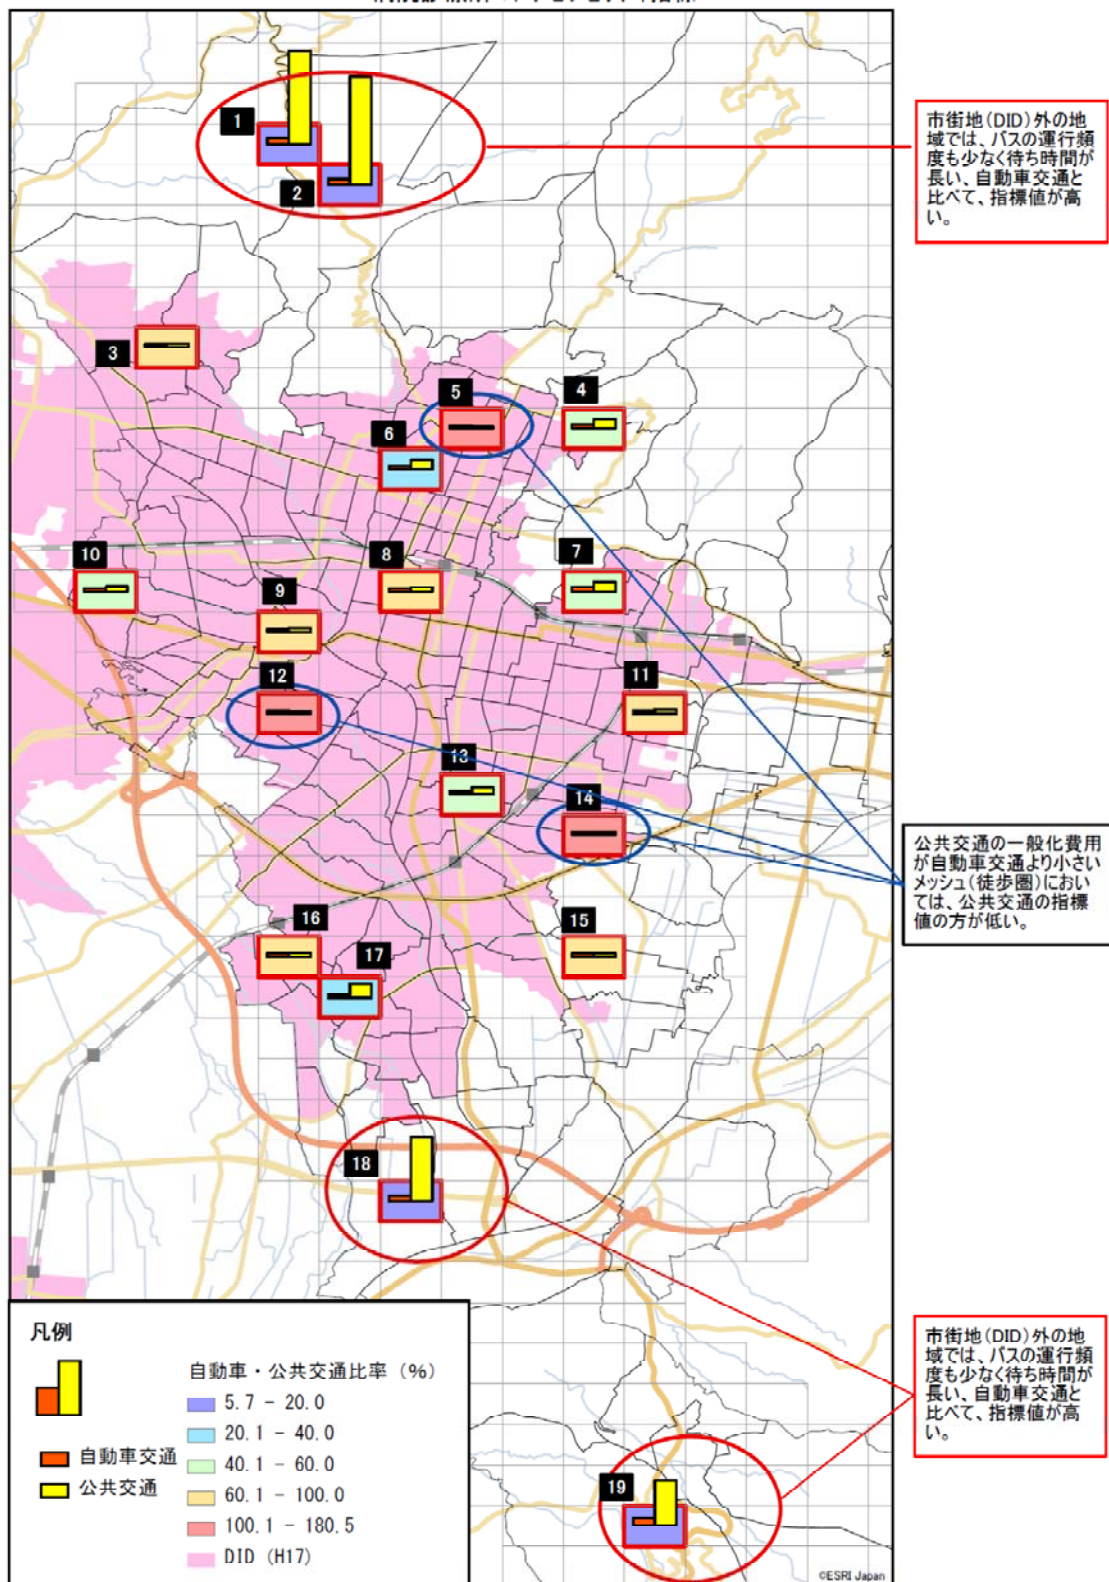 市街地(DID)外の地
域では、バスの運行頻
度も少なく待ち時間が
長い、自動車交通と
比べて、指標値が高
い。
1
2
3
4
5
6
7
8
9
10
11
12
13
14
15
16
17
18
19
公共交通の一般化費用
が自動車交通より小さい
メッシュ(徒歩圏)におい
ては、公共交通の指標
値の方が低い。
市街地(DID)外の地
域では、バスの運行頻
度も少なく待ち時間が
長い、自動車交通と
比べて、指標値が高
い。
凡例
自動車交通
公共交通
自動車・公共交通比率 (%)
5.7 - 20.0
20.1 - 40.0
40.1 - 60.0
60.1 - 100.0
100.1 - 180.5
DID (H17)
©ESRI Japan